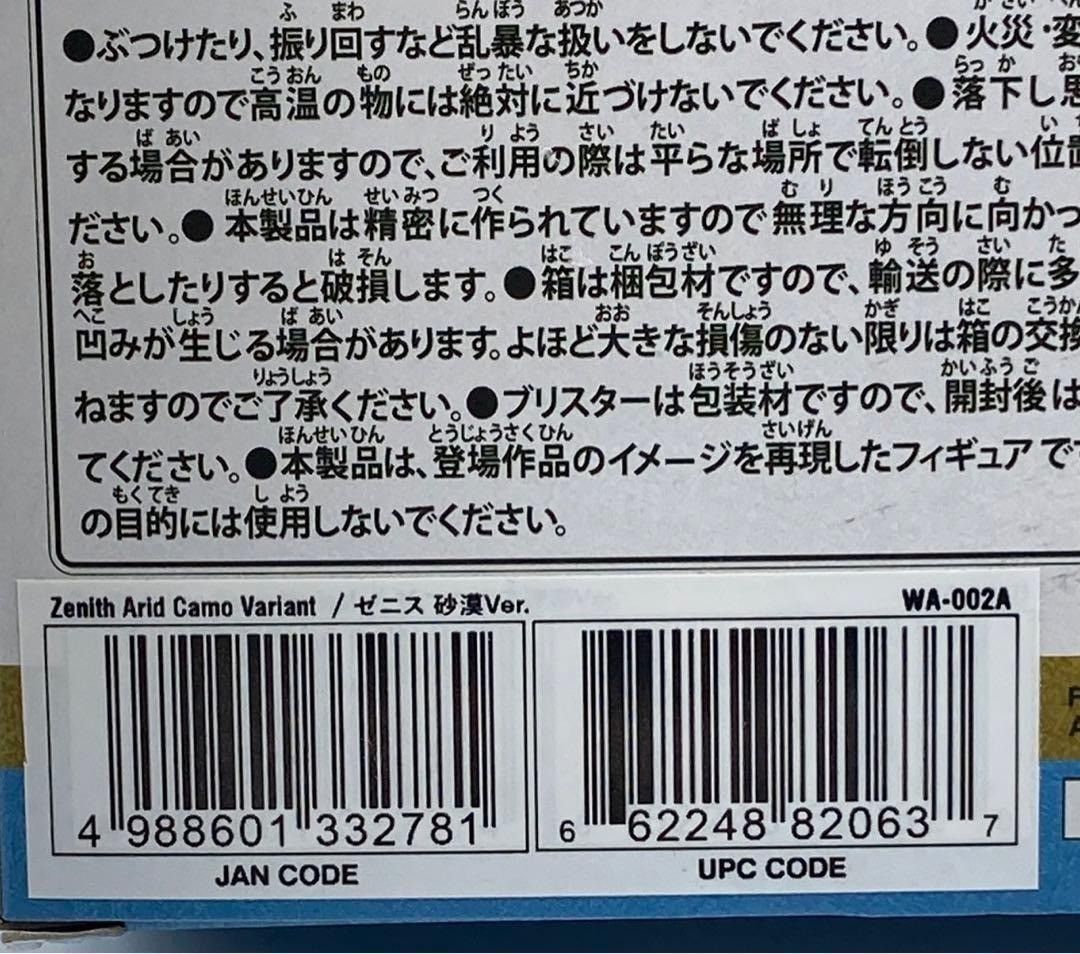 ●ぶつけたり、振り回すなど乱暴な扱いをしないでください。●火災・変
なりますので高温の物には絶対に近づけないでください。●落下し思
する場合がありますので、ご利用の際は平らな場所で転倒しない位置
ださい。●本製品は精密に作られていますので無理な方向に向かっ
落としたりすると破損します。●箱は梱包材ですので、輸送の際に多
凹みが生じる場合があります。よほど大きな損傷のない限りは箱の交換
ねますのでご了承ください。●ブリスターは包装材ですので、開封後は
てください。●本製品は、登場作品のイメージを再現したフィギュアです
の目的には使用しないでください。
Zenith Arid Camo Variant / ゼニス 砂漠Ver. WA-002A
4 988601 332781 6 62248 82063 7
JAN CODE UPC CODE